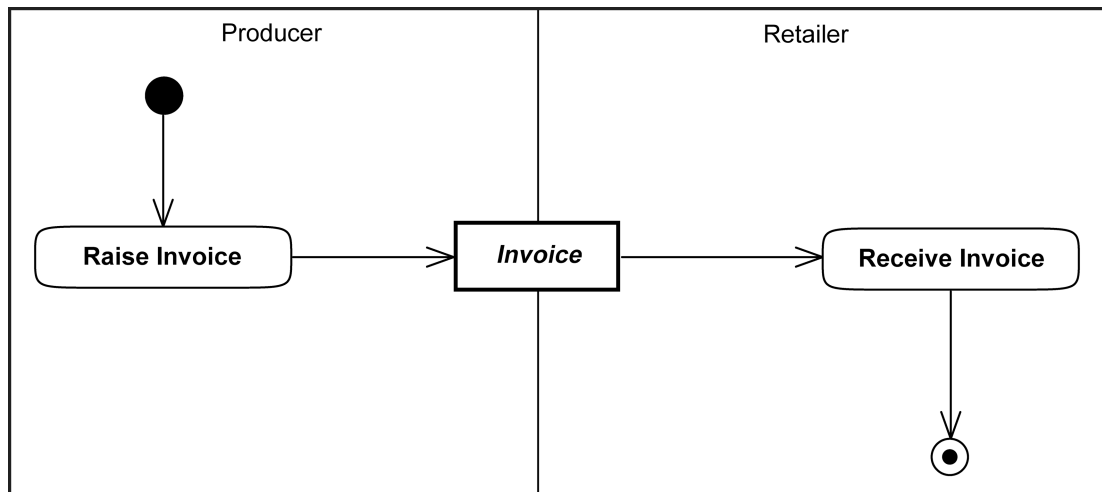 Producer
Retailer
Raise Invoice
Invoice
Receive Invoice